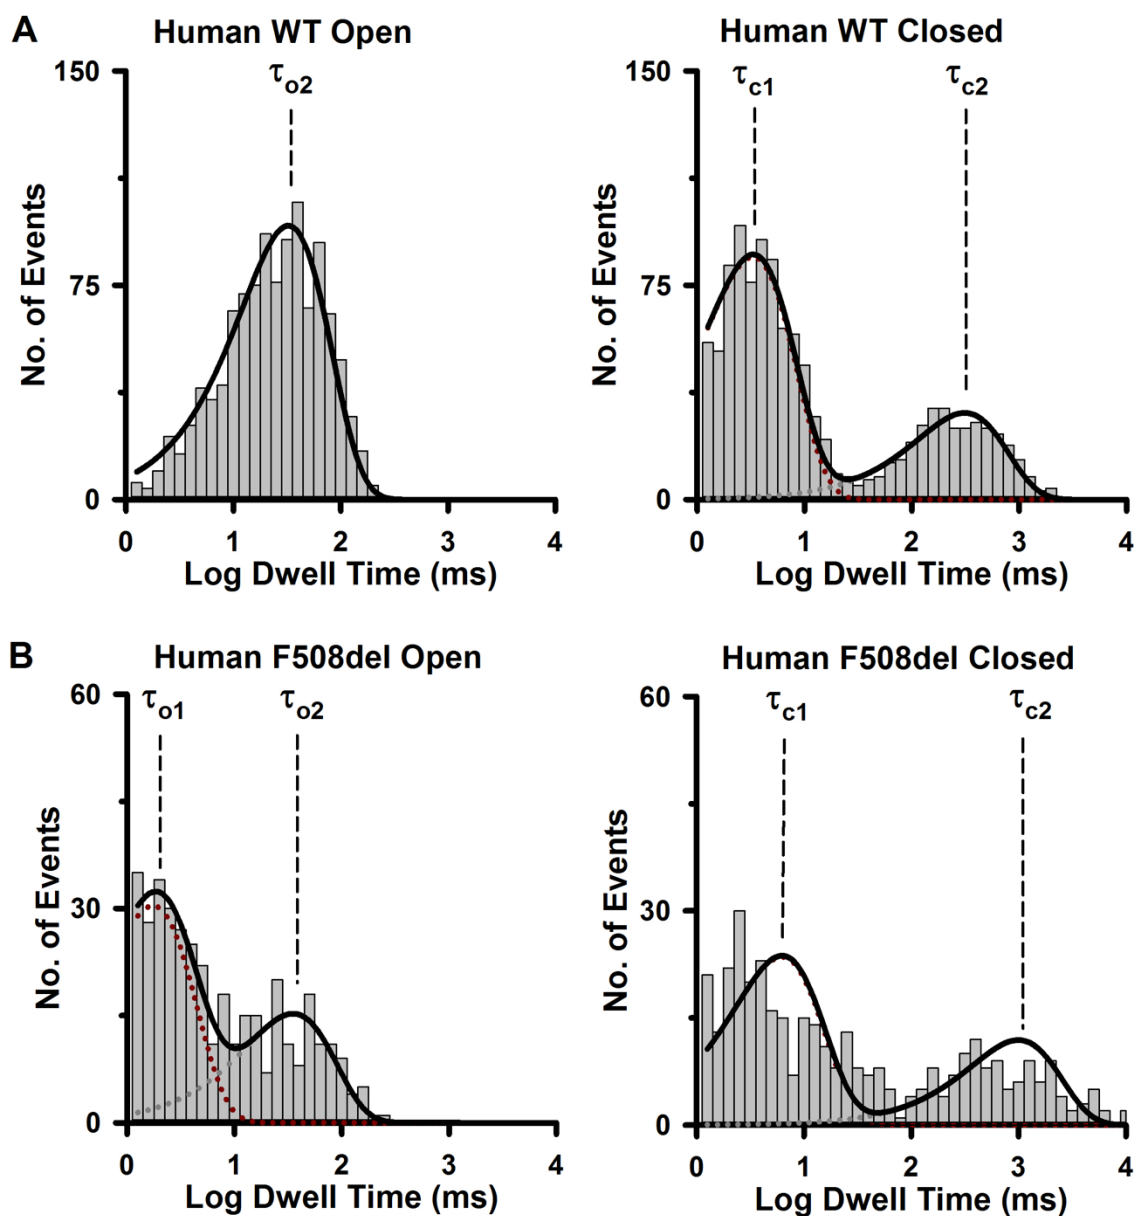 A
Human WT Open
Human WT Closed
τo2
τc1
τc2
150
75
0
No. of Events
0 1 2 3 4
Log Dwell Time (ms)
150
75
0
No. of Events
0 1 2 3 4
Log Dwell Time (ms)
B
Human F508del Open
Human F508del Closed
τo1
τo2
τc1
τc2
60
30
0
No. of Events
0 1 2 3 4
Log Dwell Time (ms)
60
30
0
No. of Events
0 1 2 3 4
Log Dwell Time (ms)